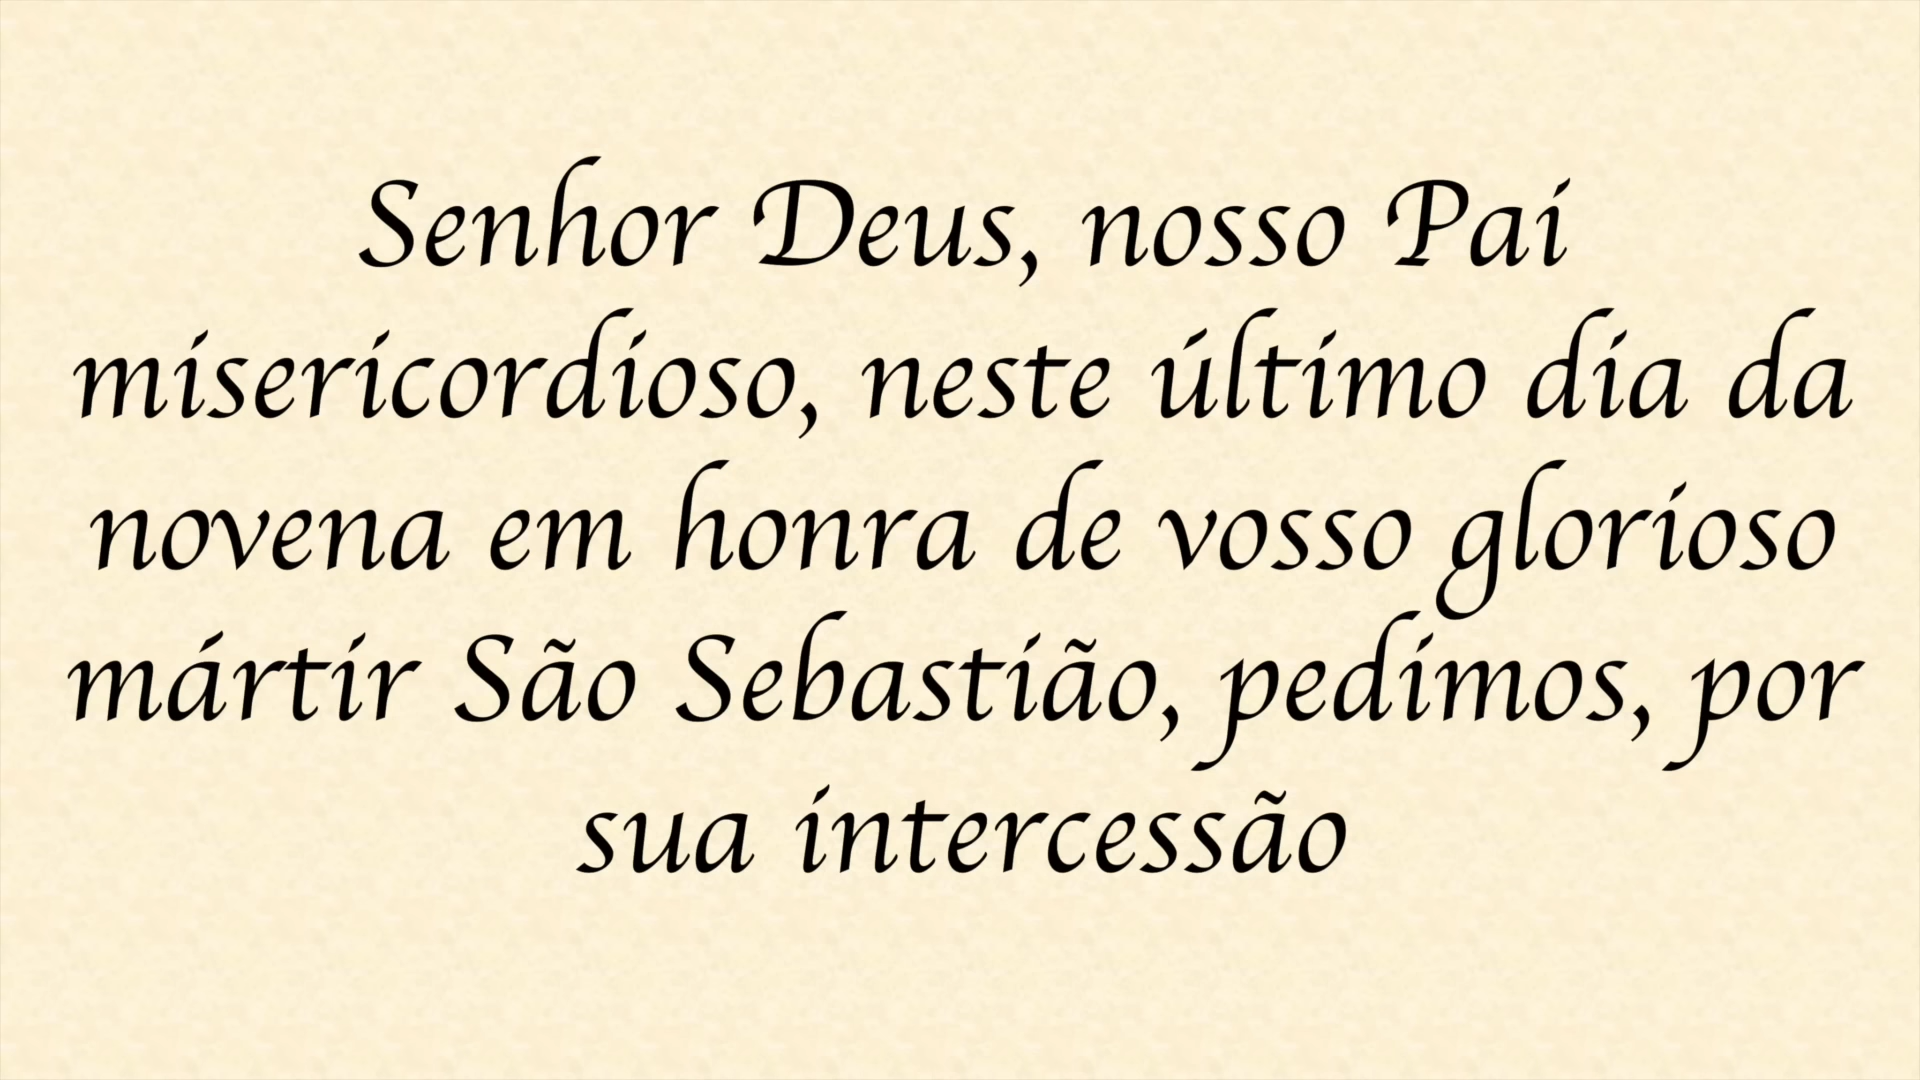 Senhor Deus, nosso Pai
misericordioso, neste último dia da
novena em honra de vosso glorioso
mártir São Sebastião, pedimos, por
sua intercessão